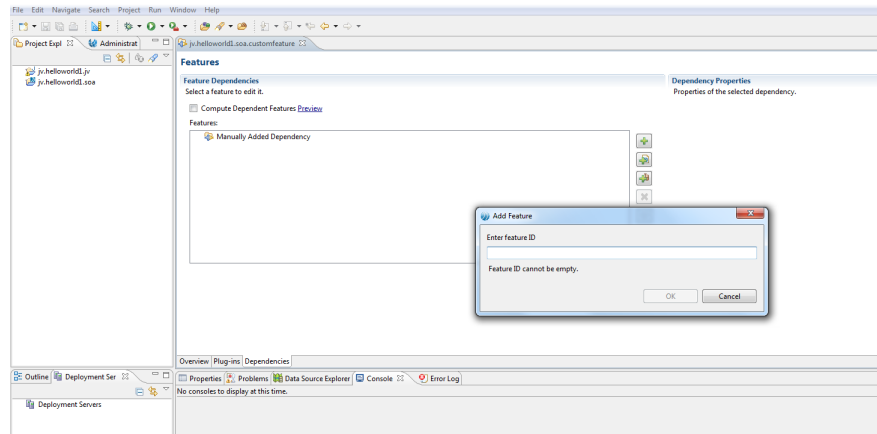 File Edit Navigate Search Project Run Window Help
Project Expl Administrat
jv.helloworld1.soa.customfeature
jv.helloworld1.jv
jv.helloworld1.soa
Features
Feature Dependencies
Select a feature to edit it.
Compute Dependent Features Preview
Features:
Manually Added Dependency
Dependency Properties
Properties of the selected dependency.
Add Feature
Enter feature ID
Feature ID cannot be empty.
OK Cancel
Overview Plug-ins Dependencies
Outline Deployment Ser
Deployment Servers
Properties Problems Data Source Explorer Console Error Log
No consoles to display at this time.